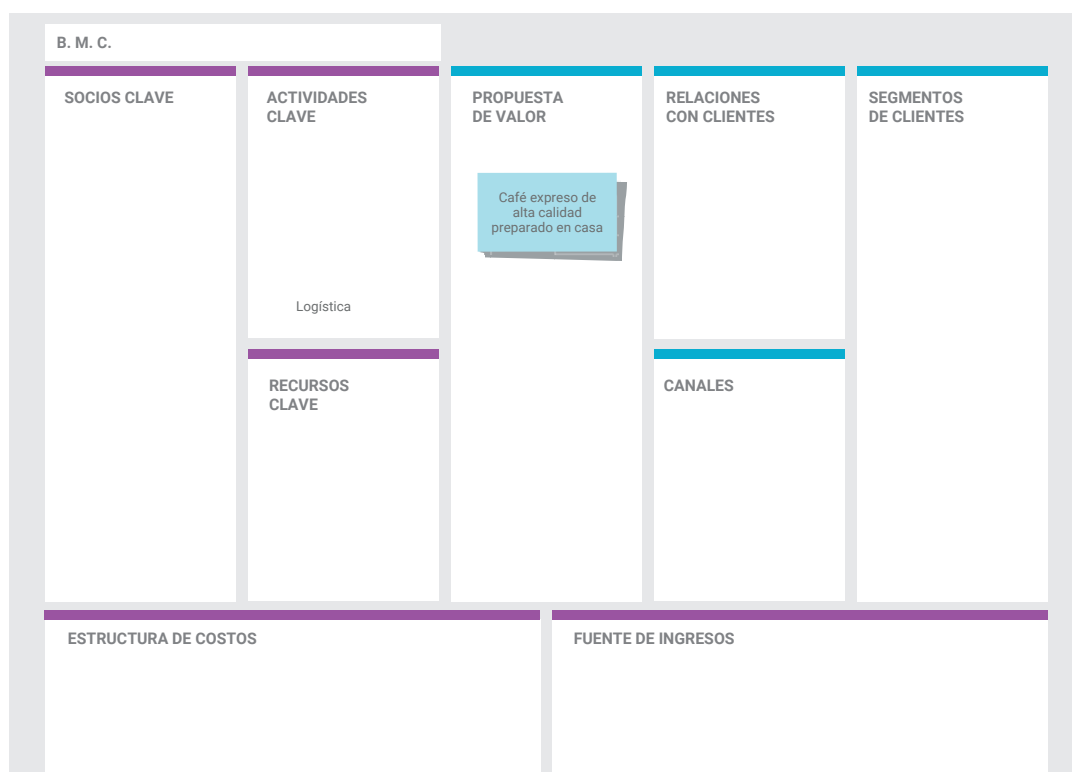 B. M. C.
SOCIOS CLAVE
ACTIVIDADES
CLAVE
Logística
RECURSOS
CLAVE
PROPUESTA
DE VALOR
Café expreso de
alta calidad
preparado en casa
RELACIONES
CON CLIENTES
CANALES
SEGMENTOS
DE CLIENTES
ESTRUCTURA DE COSTOS
FUENTE DE INGRESOS